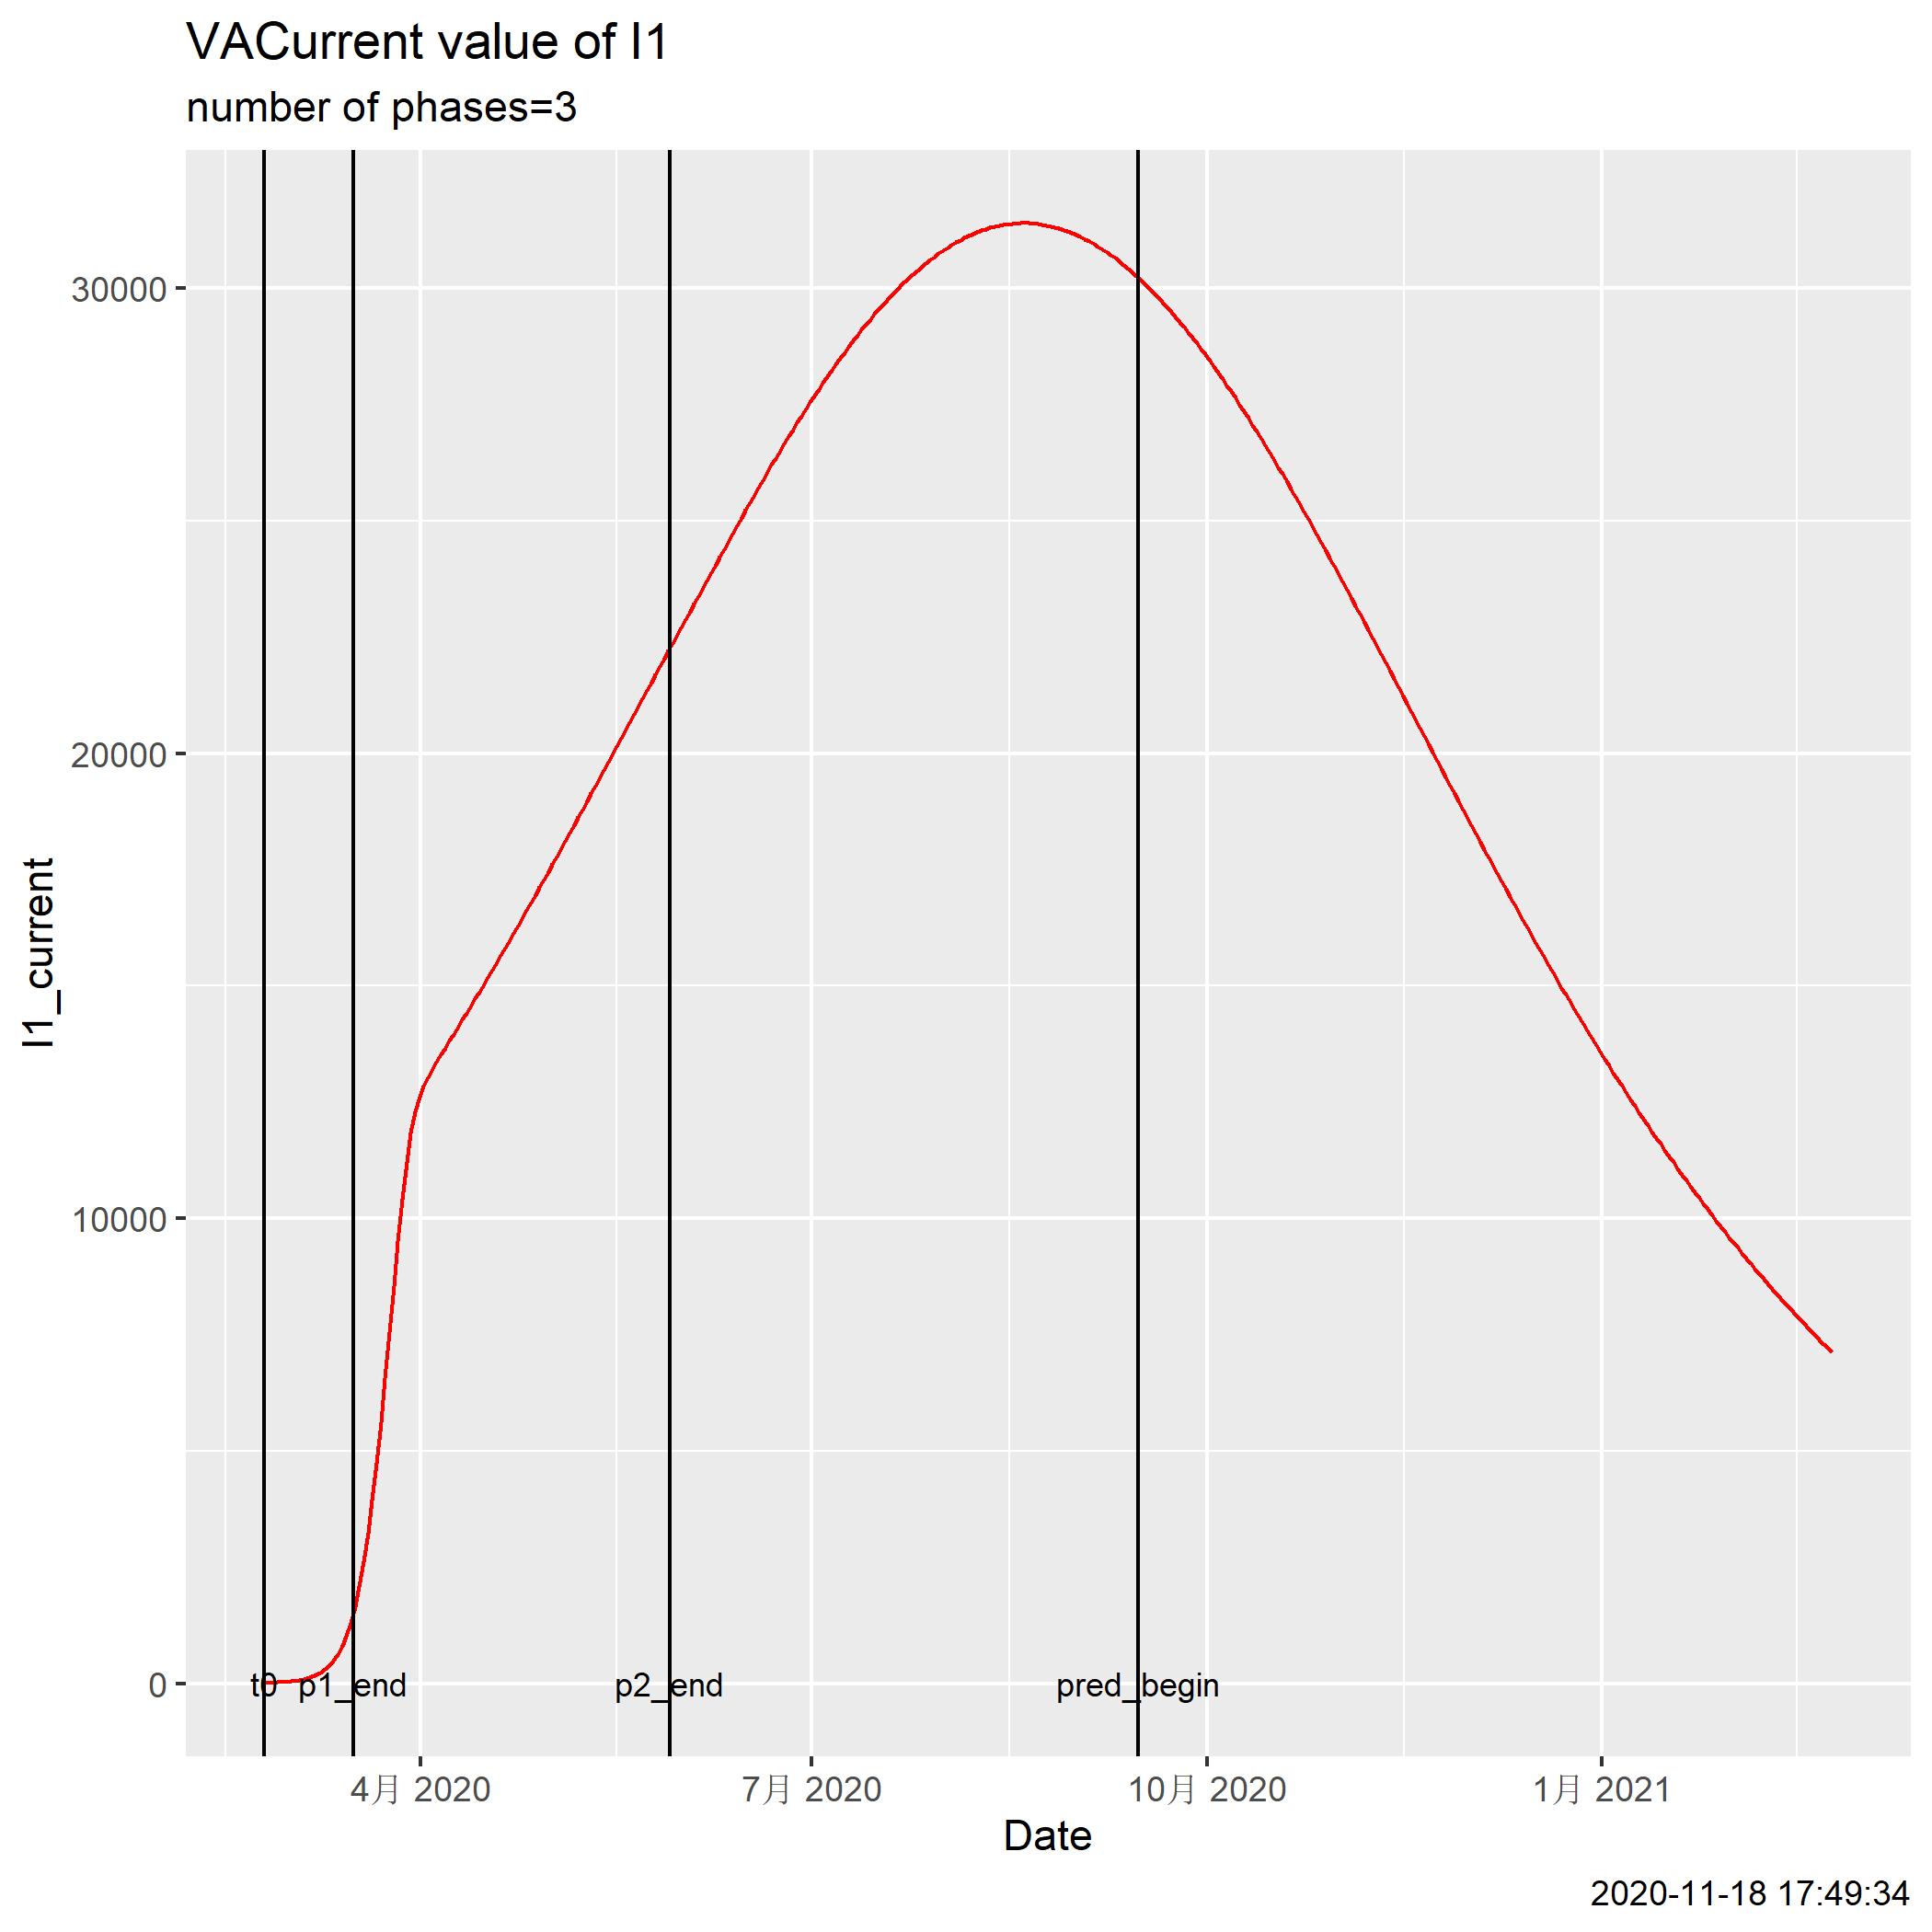 VACurrent value of I1
number of phases=3
I1_current
30000
20000
10000
0
t0 p1_end p2_end pred_begin
4月 2020 7月 2020 10月 2020 1月 2021
Date
2020-11-18 17:49:34